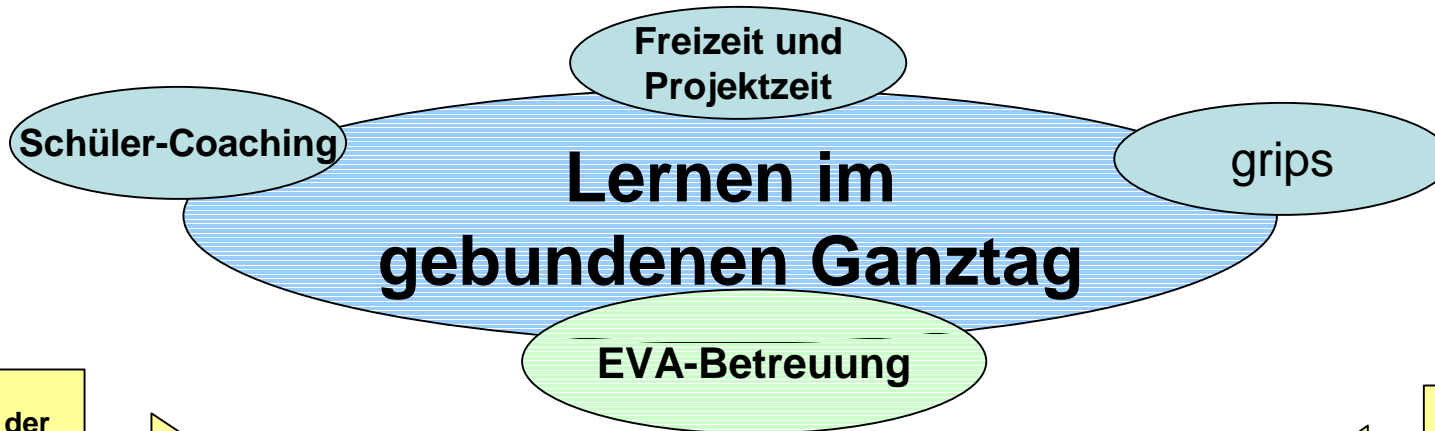 Freizeit und
Projektzeit
Schüler-Coaching
grips
Lernen im
gebundenen Ganztag
EVA-Betreuung
der